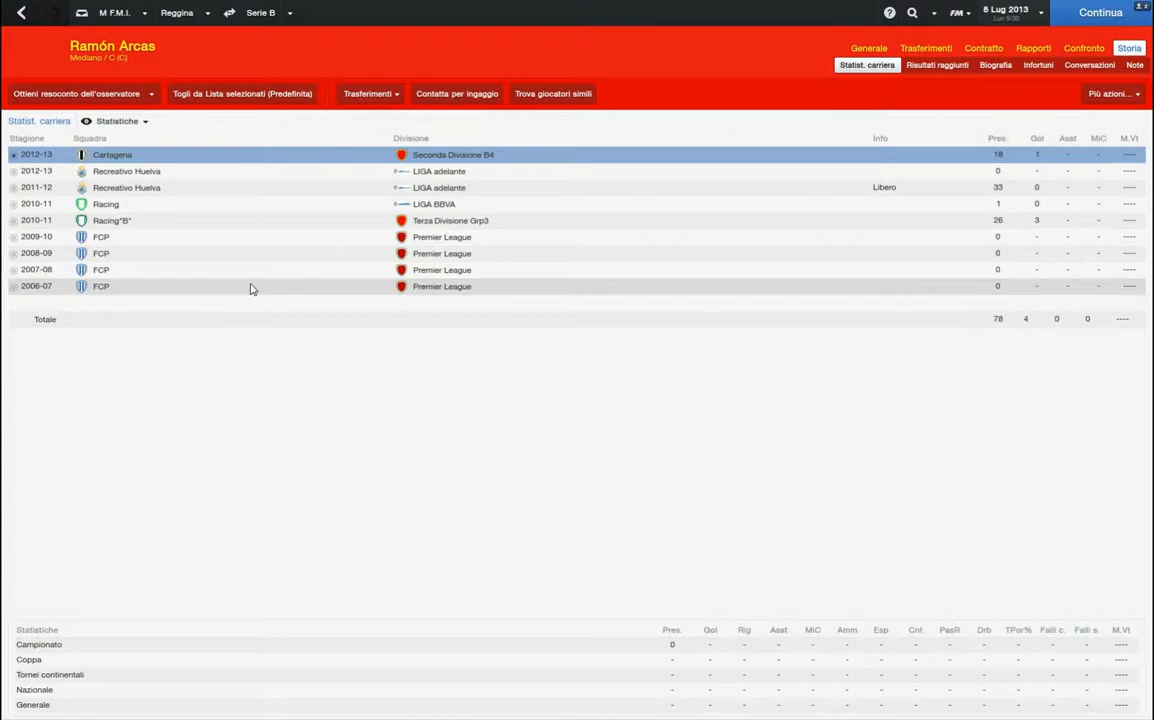 M F.M.I. Reggina Serie B FM 8 Lug 2013 Lun 9:00 Continua 2
Ramón Arcas
Mediano / C (C)
Generale Trasferimenti Contratto Rapporti Confronto Storia
Statist. carriera Risultati raggiunti Biografia Infortuni Conversazioni Note
Ottieni resoconto dell'osservatore Togli da Lista selezionati (Predefinita) Trasferimenti Contatta per ingaggio Trova giocatori simili Più azioni...
Statist. carriera Statistiche
Stagione Squadra Divisione Info Pres. Gol Asst MiC M.Vt
2012-13 Cartagena Seconda Divisione B4 18 1 - - ----
2012-13 Recreativo Huelva LIGA adelante 0 - - - ----
2011-12 Recreativo Huelva LIGA adelante Libero 33 0 - - ----
2010-11 Racing LIGA BBVA 1 0 - - ----
2010-11 Racing"B" Terza Divisione Grp3 26 3 - - ----
2009-10 FCP Premier League 0 - - - ----
2008-09 FCP Premier League 0 - - - ----
2007-08 FCP Premier League 0 - - - ----
2006-07 FCP Premier League 0 - - - ----
Totale 78 4 0 0 ----
Statistiche Pres. Gol Rig Asst MiC Amm Esp Cnt PasR Drb TPor% Falli c. Falli s. M.Vt
Campionato 0 - - - - - - - - - - - - ----
Coppa - - - - - - - - - - - - - ----
Tornei continentali - - - - - - - - - - - - - ----
Nazionale - - - - - - - - - - - - - ----
Generale - - - - - - - - - - - - - ----